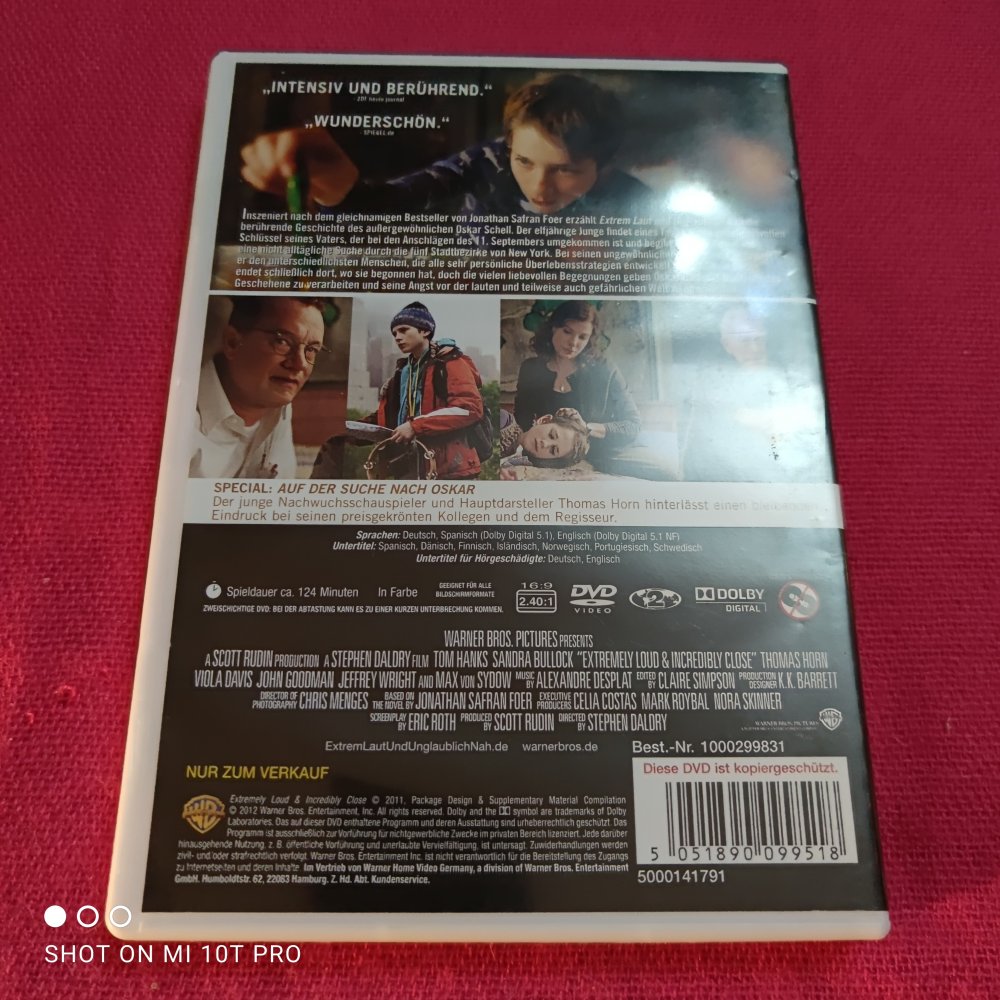 „INTENSIV UND BERÜHREND.“
ZDF heute journal
„WUNDERSCHÖN.“
SPIEGEL.de
Inszeniert nach dem gleichnamigen Bestseller von Jonathan Safran Foer erzählt Extrem Laut
berührende Geschichte des außergewöhnlichen Oskar Schell. Der elfjährige Junge findet eines
Schlüssel seines Vaters, der bei den Anschlägen des 11. Septembers umgekommen ist und
eine nicht alltägliche Suche durch die fünf Stadtbezirke von New York. Bei seinen
er den unterschiedlichsten Menschen, die alle sehr persönliche Überlebensstrategien
endet schließlich dort, wo sie begonnen hat, doch die vielen liebevollen Begegnungen geben
Geschehene zu verarbeiten und seine Angst vor der lauten und teilweise auch gefährlichen
SPECIAL: AUF DER SUCHE NACH OSKAR
Der junge Nachwuchsschauspieler und Hauptdarsteller Thomas Horn hinterlässt einen bleibenden
Eindruck bei seinen preisgekrönten Kollegen und dem Regisseur.
Sprachen: Deutsch, Spanisch (Dolby Digital 5.1), Englisch (Dolby Digital 5.1 NF)
Untertitel: Spanisch, Dänisch, Finnisch, Isländisch, Norwegisch, Portugiesisch, Schwedisch
Untertitel für Hörgeschädigte: Deutsch, Englisch
Spieldauer ca. 124 Minuten In Farbe GEEIGNET FÜR ALLE BILDSCHIRMFORMATE 16:9 2.40:1 DVD VIDEO 2 DOLBY DIGITAL
ZWEISCHICHTIGE DVD: BEI DER ABTASTUNG KANN ES ZU EINER KURZEN UNTERBRECHUNG KOMMEN.
WARNER BROS. PICTURES PRESENTS
A SCOTT RUDIN PRODUCTION A STEPHEN DALDRY FILM TOM HANKS SANDRA BULLOCK "EXTREMELY LOUD & INCREDIBLY CLOSE" THOMAS HORN
VIOLA DAVIS JOHN GOODMAN JEFFREY WRIGHT AND MAX VON SYDOW MUSIC BY ALEXANDRE DESPLAT EDITED BY CLAIRE SIMPSON PRODUCTION DESIGNER K.K. BARRETT
DIRECTOR OF PHOTOGRAPHY CHRIS MENGES BASED ON THE NOVEL BY JONATHAN SAFRAN FOER EXECUTIVE PRODUCERS CELIA COSTAS MARK ROYBAL NORA SKINNER
SCREENPLAY BY ERIC ROTH PRODUCED BY SCOTT RUDIN DIRECTED BY STEPHEN DALDRY
WARNER BROS. PICTURES
ExtremLautUndUnglaublichNah.de warnerbros.de Best.-Nr. 1000299831
NUR ZUM VERKAUF
Diese DVD ist kopiergeschützt.
Extremely Loud & Incredibly Close © 2011, Package Design & Supplementary Material Compilation
© 2012 Warner Bros. Entertainment, Inc. All rights reserved. Dolby and the DD symbol are trademarks of Dolby
Laboratories. Das auf dieser DVD enthaltene Programm und deren Ausstattung sind urheberrechtlich geschützt. Das
Programm ist ausschließlich zur Vorführung für nichtgewerbliche Zwecke im privaten Bereich lizenziert. Jede darüber
hinausgehende Nutzung, z. B. öffentliche Vorführung und unerlaubte Vervielfältigung, ist untersagt. Zuwiderhandlungen werden
zivil- und/oder strafrechtlich verfolgt. Warner Bros. Entertainment Inc. ist nicht verantwortlich für die Bereitstellung des Zugangs
zu Internetseiten und deren Inhalte. Im Vertrieb von Warner Home Video Germany, a division of Warner Bros. Entertainment
GmbH. Humboldtstr. 62, 22083 Hamburg. Z. Hd. Abt. Kundenservice.
5 051890 099518
5000141791
SHOT ON MI 10T PRO